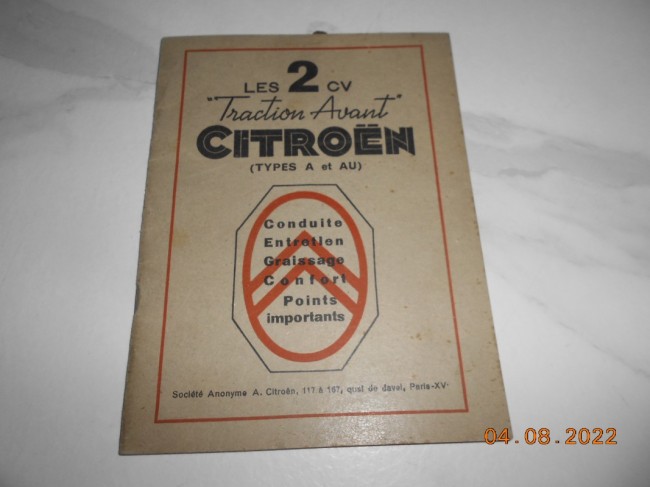 LES 2 CV
"Traction Avant"
CITROËN
(TYPES A et AU)
Conduite
Entretien
Graissage
Confort
Points
importants
Société Anonyme A. Citroën, 117 à 167, quai de Javel, Paris-XVᵉ
04.08.2022